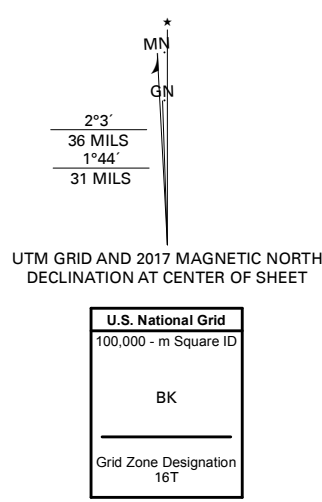 ★
MN
GN
2°3´
36 MILS
1°44´
31 MILS
UTM GRID AND 2017 MAGNETIC NORTH
DECLINATION AT CENTER OF SHEET
U.S. National Grid
100,000 - m Square ID
BK
Grid Zone Designation
16T